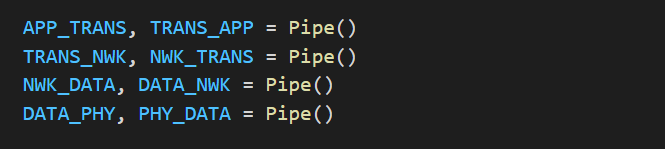 APP_TRANS, TRANS_APP = Pipe()
TRANS_NWK, NWK_TRANS = Pipe()
NWK_DATA, DATA_NWK = Pipe()
DATA_PHY, PHY_DATA = Pipe()